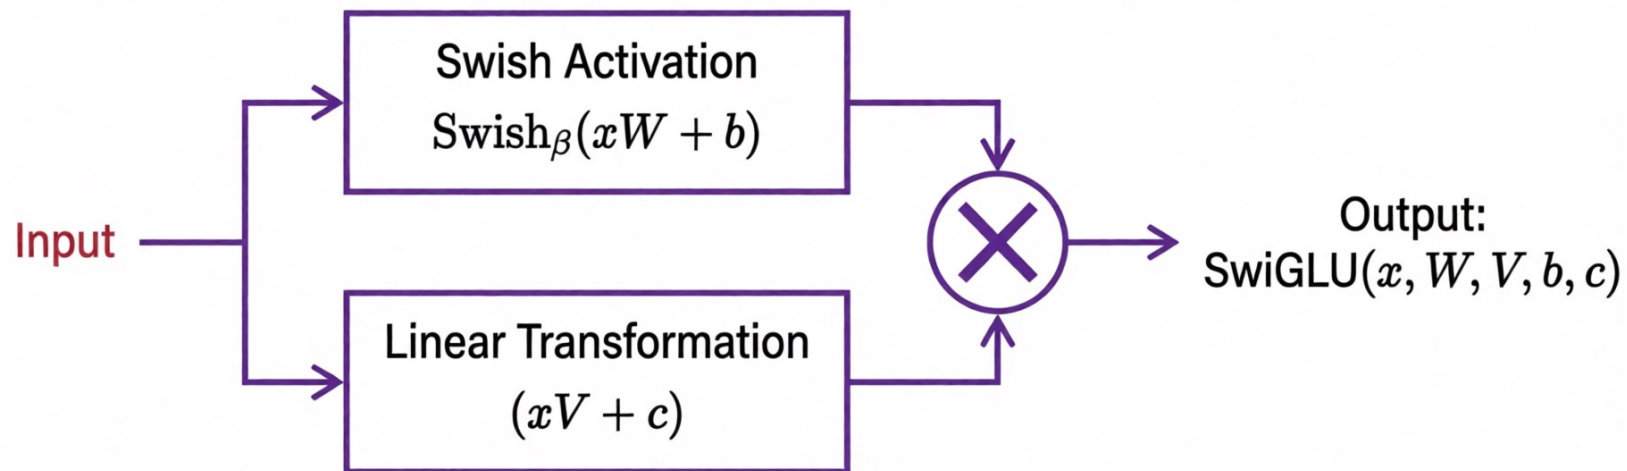 Swish Activation
Swish_β(xW + b)
Input
Linear Transformation
(xV + c)
Output:
SwiGLU(x, W, V, b, c)